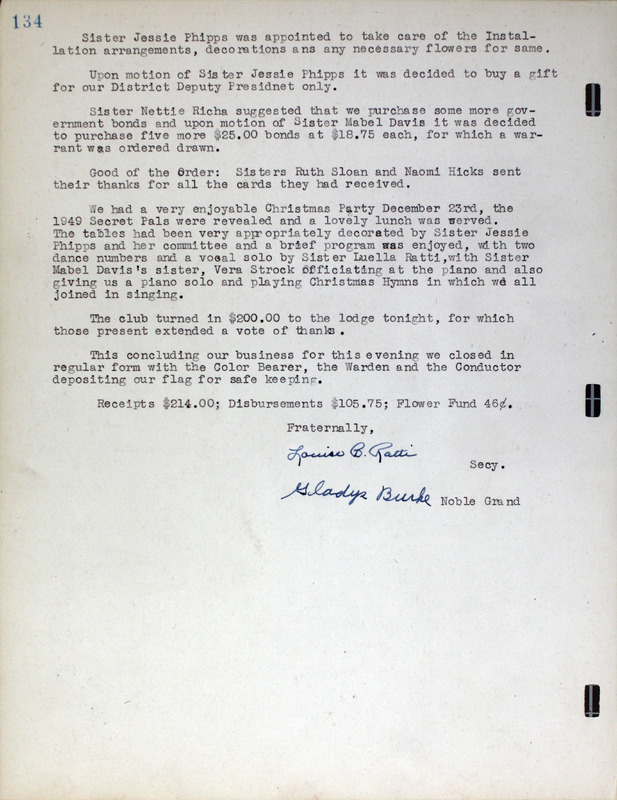 134
Sister Jessie Phipps was appointed to take care of the Instal-
lation arrangements, decorations ans any necessary flowers for same.
Upon motion of Sister Jessie Phipps it was decided to buy a gift
for our District Deputy Presidnet only.
Sister Nettie Richa suggested that we purchase some more gov-
ernment bonds and upon motion of Sister Mabel Davis it was decided
to purchase five more $25.00 bonds at $18.75 each, for which a war-
rant was ordered drawn.
Good of the Order: Sisters Ruth Sloan and Naomi Hicks sent
their thanks for all the cards they had received.
We had a very enjoyable Christmas Party December 23rd, the
1949 Secret Pals were revealed and a lovely lunch was werved.
The tables had been very appropriately decorated by Sister Jessie
Phipps and her committee and a brief program was enjoyed, with two
dance numbers and a vocal solo by Sister Luella Ratti,with Sister
Mabel Davis's sister, Vera Strock officiating at the piano and also
giving us a piano solo and playing Christmas Hymns in which we all
joined in singing.
The club turned in $200.00 to the lodge tonight, for which
those present extended a vote of thanks.
This concluding our business for this evening we closed in
regular form with the Color Bearer, the Warden and the Conductor
depositing our flag for safe keeping.
Receipts $214.00; Disbursements $105.75; Flower Fund 46¢.
Fraternally,
Louise B. Ratti
Secy.
Gladys Burke Noble Grand